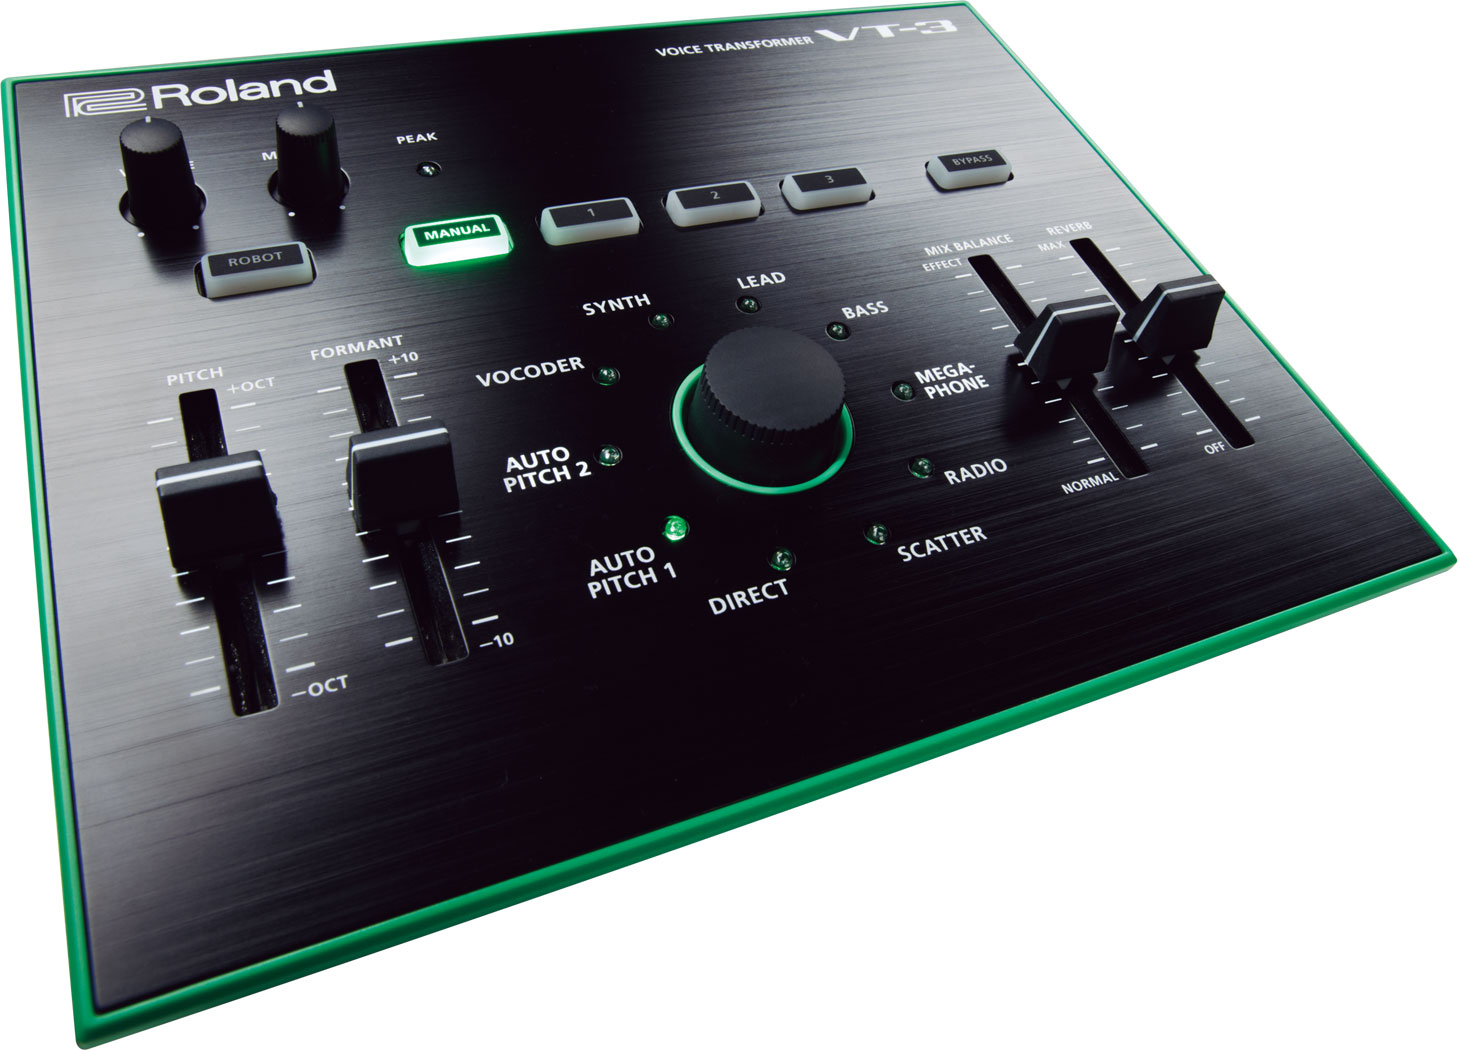 Roland
VOICE TRANSFORMER VT-3
PEAK
ROBOT
MANUAL
1
2
3
BYPASS
PITCH
+OCT
−OCT
FORMANT
+10
−10
AUTO
PITCH 1
AUTO
PITCH 2
VOCODER
SYNTH
LEAD
BASS
MEGA-
PHONE
RADIO
SCATTER
DIRECT
MIX BALANCE
EFFECT
NORMAL
REVERB
MAX
OFF